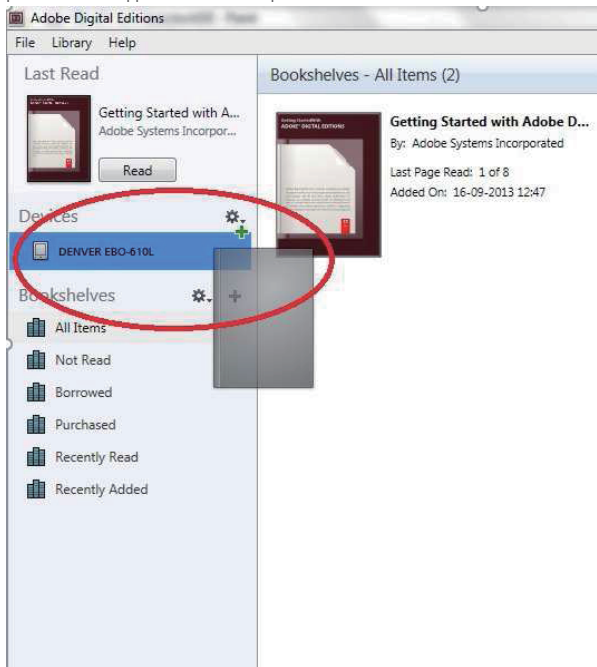 Adobe Digital Editions
File Library Help
Last Read
Getting Started with A...
Adobe Systems Incorpor...
Read
Devices
DENVER EBO-610L
Bookshelves
All Items
Not Read
Borrowed
Purchased
Recently Read
Recently Added
Bookshelves - All Items (2)
Getting Started with Adobe D...
By: Adobe Systems Incorporated
Last Page Read: 1 of 8
Added On: 16-09-2013 12:47